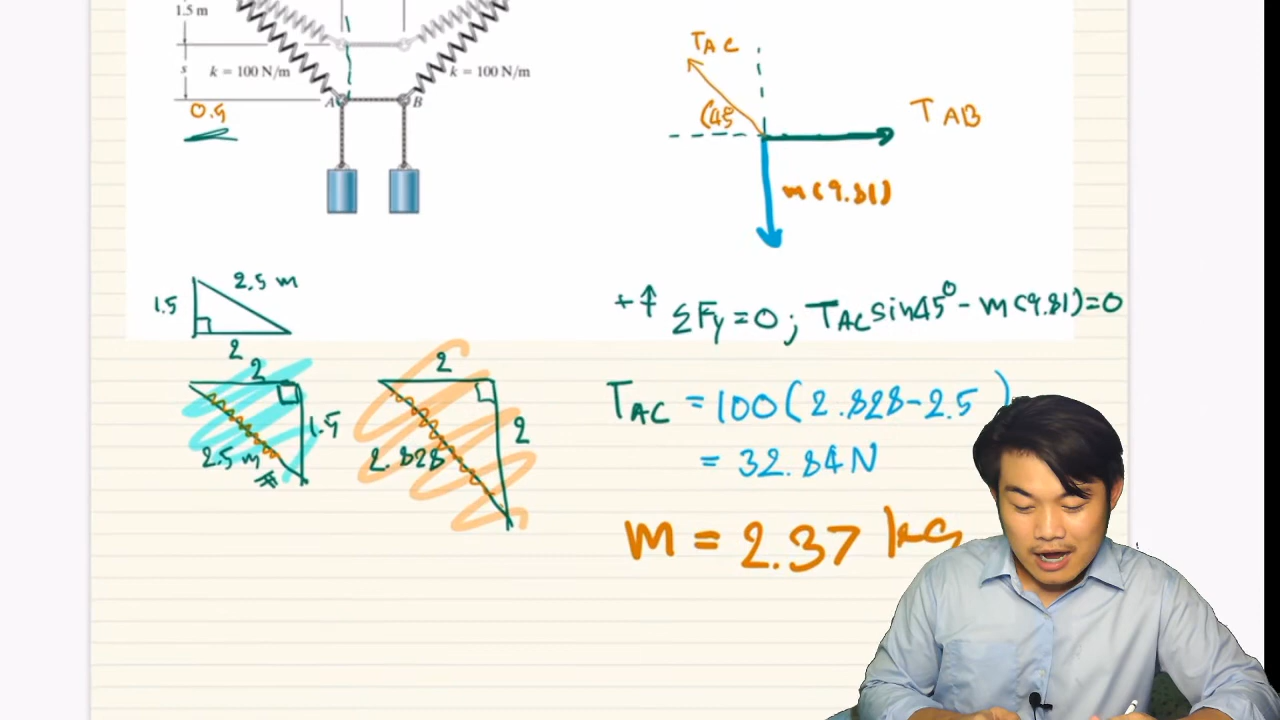 1.5 m
s
k = 100 N/m
k = 100 N/m
A
B
0.5
TAC
(45
TAB
m(9.81)
1.5
2.5 m
2
+↑ ΣFy = 0 ; TAC sin45° - m(9.81) = 0
2
1.5
2.5 m
2
2
2.828
TAC = 100(2.828-2.5)
= 32.84 N
m = 2.37 kg